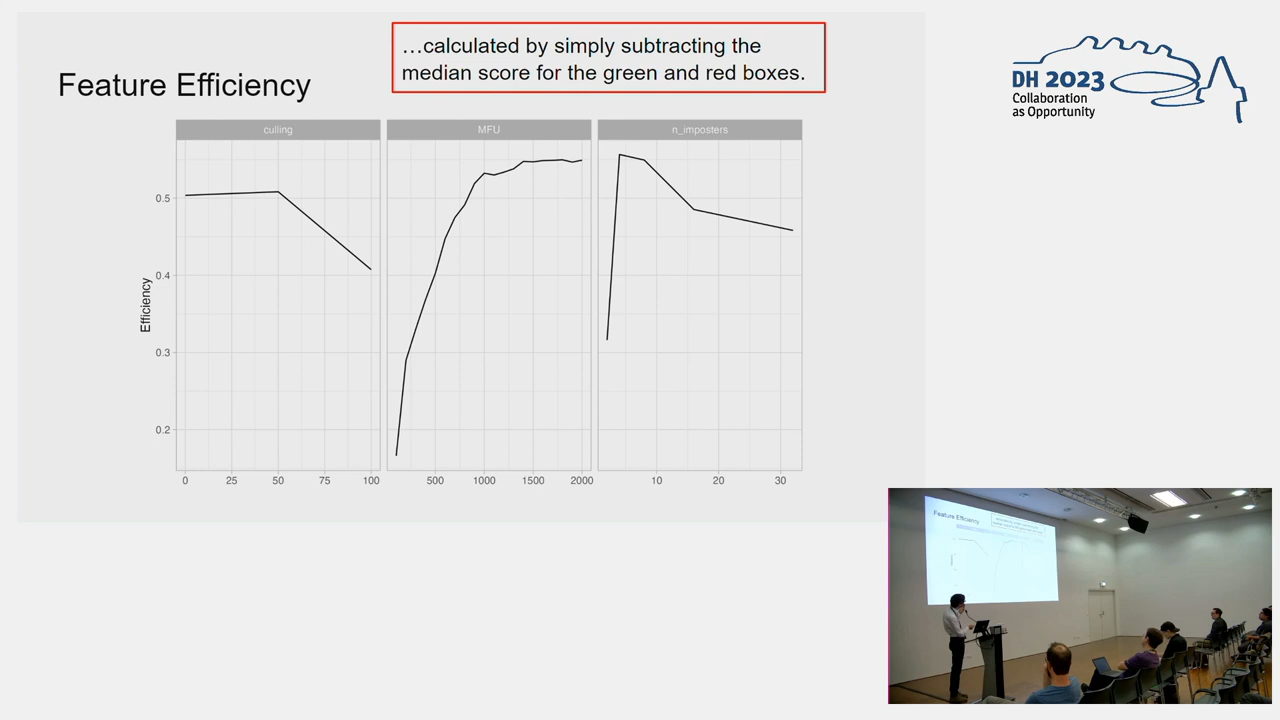 …calculated by simply subtracting the
median score for the green and red boxes.
Feature Efficiency
DH 2023
Collaboration
as Opportunity
culling
MFU
n_imposters
Efficiency
0.5
0.4
0.3
0.2
0 25 50 75 100
500 1000 1500 2000
10 20 30
Feature Efficiency